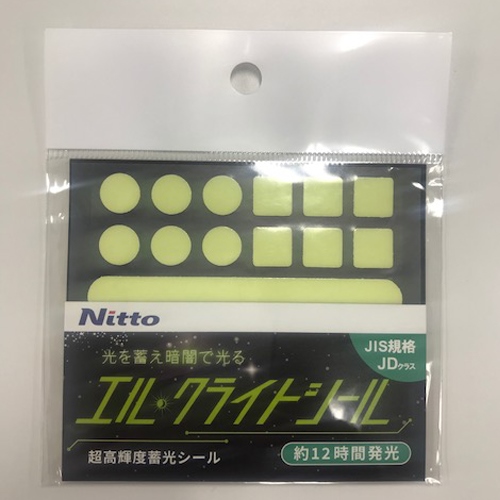 Nitto
光を蓄え暗闇で光る
JIS規格
JDクラス
エル・クライトシール
超高輝度蓄光シール
約12時間発光